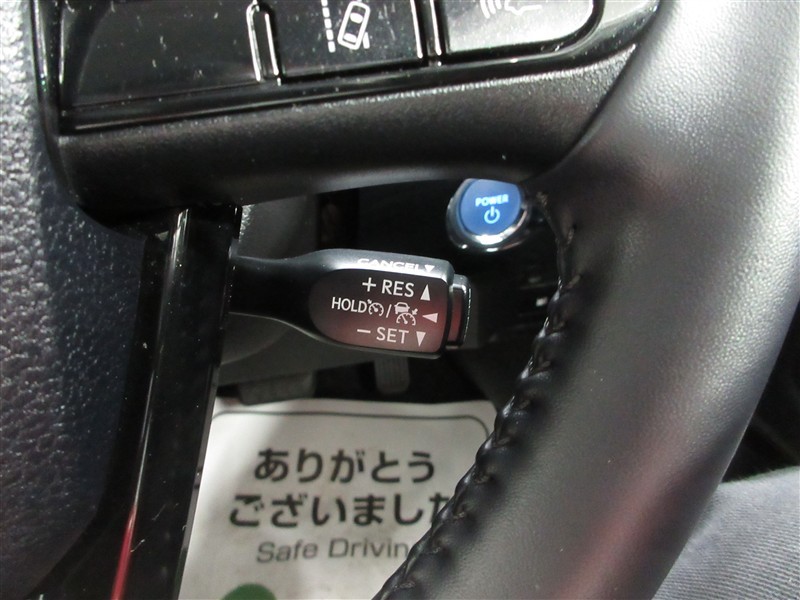 POWER
CANCEL▼
+ RES ▲
HOLD / ◀
− SET ▼
ありがとう
ございました
Safe Drivin